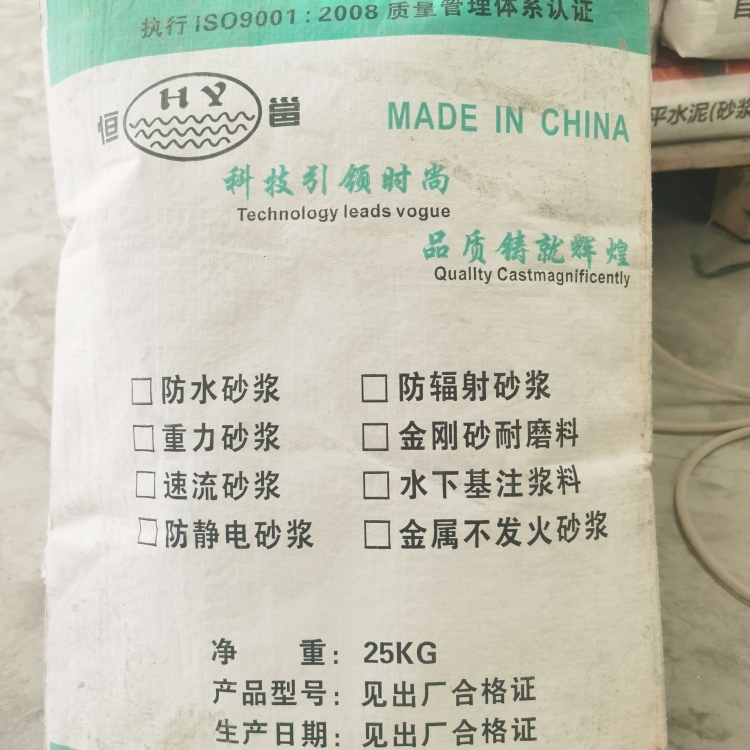 执行ISO9001:2008质量管理体系认证
恒 HY 邕
MADE IN CHINA
科技引领时尚
Technology leads vogue
品质铸就辉煌
Quallty Castmagnificently
□防水砂浆 □防辐射砂浆
□重力砂浆 □金刚砂耐磨料
□速流砂浆 □水下基注浆料
□防静电砂浆 □金属不发火砂浆
净 重: 25KG
产品型号: 见出厂合格证
生产日期: 见出厂合格证
平水泥(砂浆